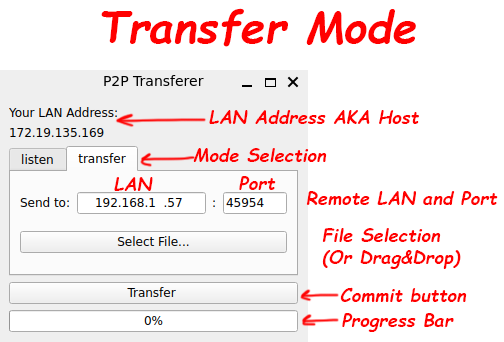 Transfer Mode
P2P Transferer
Your LAN Address:
172.19.135.169
LAN Address AKA Host
listen transfer
Mode Selection
LAN Port
Send to: 192.168.1 .57 : 45954
Remote LAN and Port
Select File...
File Selection
(Or Drag&Drop)
Transfer
Commit button
0%
Progress Bar